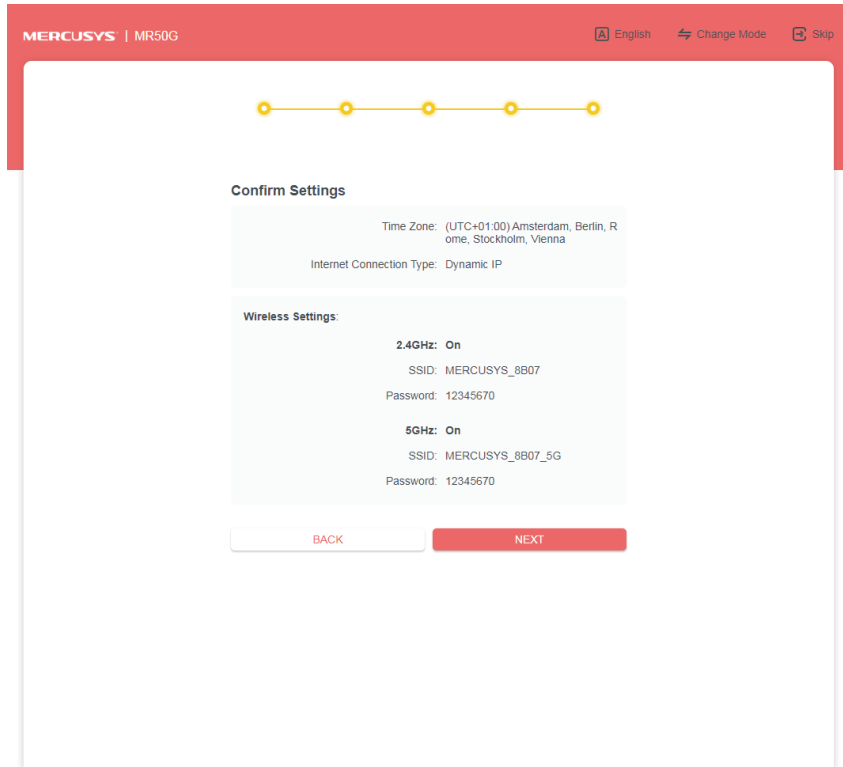 MERCUSYS | MR50G
English
Change Mode
Skip
Confirm Settings
Time Zone: (UTC+01:00) Amsterdam, Berlin, R
ome, Stockholm, Vienna
Internet Connection Type: Dynamic IP
Wireless Settings:
2.4GHz: On
SSID: MERCUSYS_8B07
Password: 12345670
5GHz: On
SSID: MERCUSYS_8B07_5G
Password: 12345670
BACK
NEXT